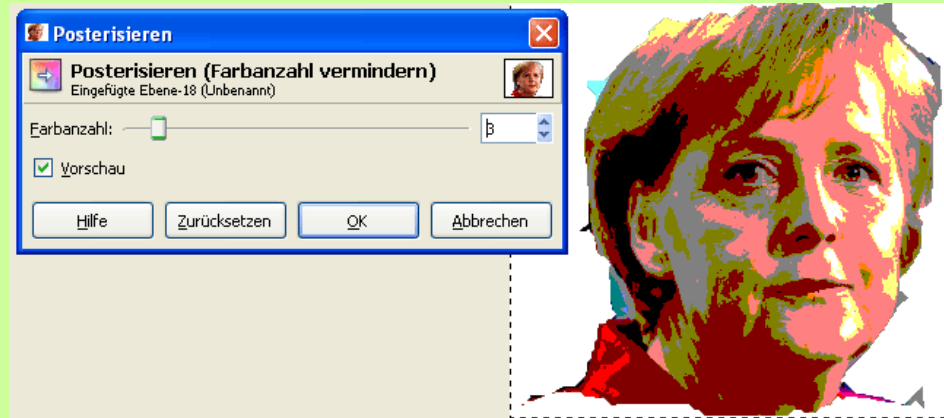 Posterisieren
Posterisieren (Farbanzahl vermindern)
Eingefügte Ebene-18 (Unbenannt)
Farbanzahl: 3
Vorschau
Hilfe Zurücksetzen OK Abbrechen